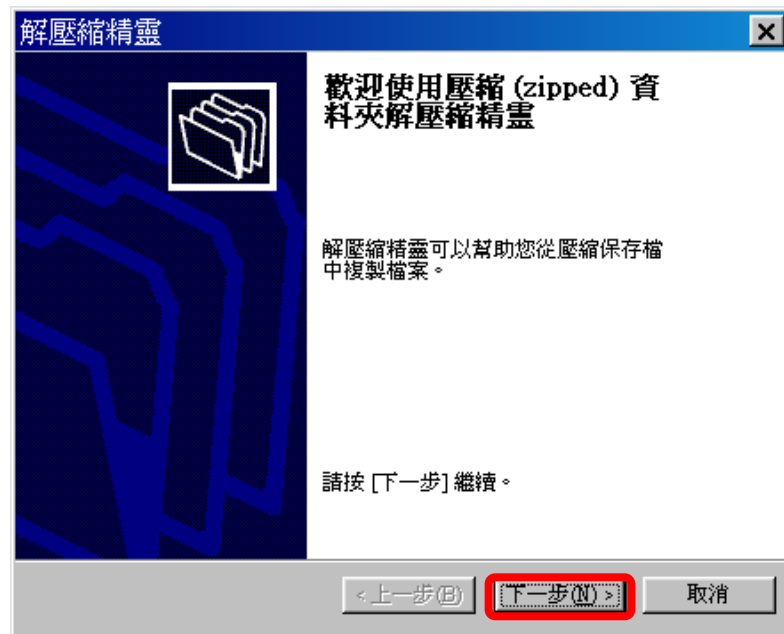 解壓縮精靈
歡迎使用壓縮 (zipped) 資
料夾解壓縮精靈
解壓縮精靈可以幫助您從壓縮保存檔
中複製檔案。
請按 [下一步] 繼續。
< 上一步(B)
下一步(N) >
取消